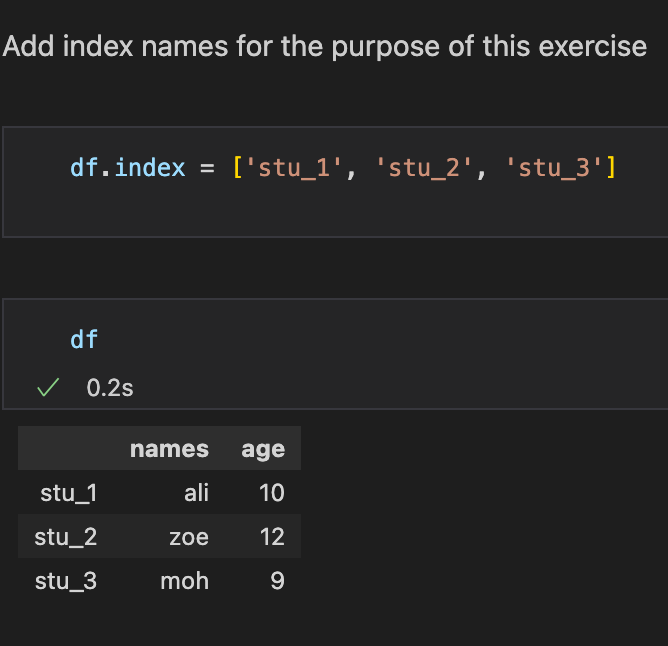 Add index names for the purpose of this exercise
df.index = ['stu_1', 'stu_2', 'stu_3']
df
✓ 0.2s
names age
stu_1 ali 10
stu_2 zoe 12
stu_3 moh 9